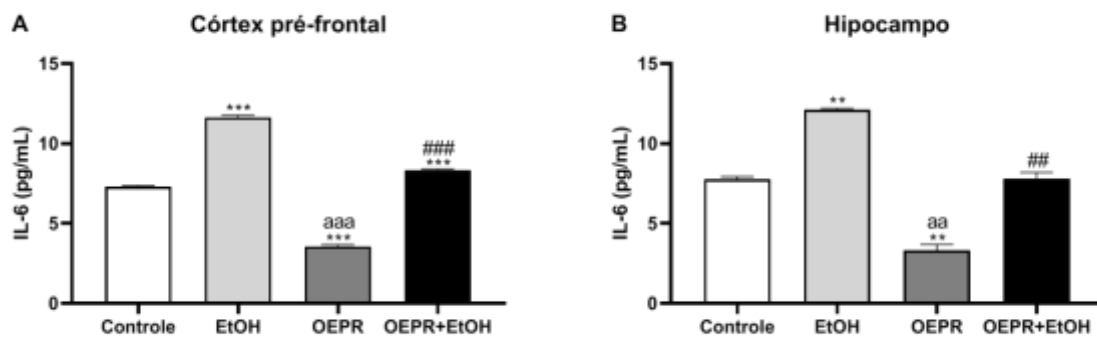 A Córtex pré-frontal
IL-6 (pg/mL)
15
10
5
0
***
aaa
***
###
***
Controle EtOH OEPR OEPR+EtOH
B Hipocampo
IL-6 (pg/mL)
15
10
5
0
**
aa
**
##
Controle EtOH OEPR OEPR+EtOH